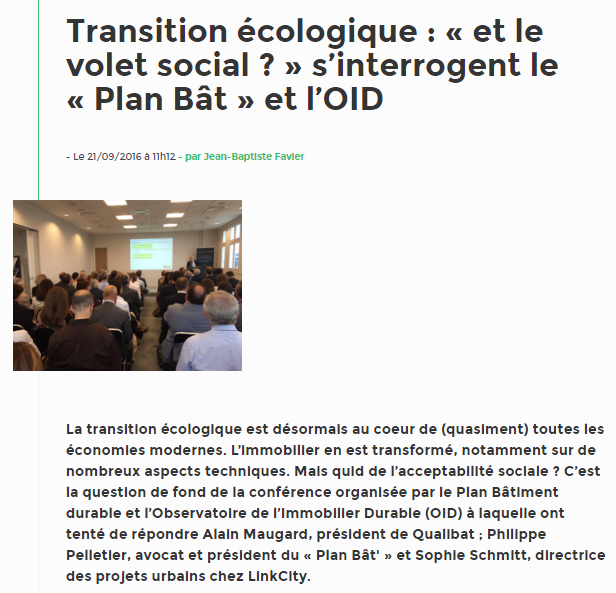 Transition écologique : « et le
volet social ? » s’interrogent le
« Plan Bât » et l’OID
- Le 21/09/2016 à 11h12 - par Jean-Baptiste Favier
La transition écologique est désormais au coeur de (quasiment) toutes les
économies modernes. L’immobilier en est transformé, notamment sur de
nombreux aspects techniques. Mais quid de l’acceptabilité sociale ? C’est
la question de fond de la conférence organisée par le Plan Bâtiment
durable et l’Observatoire de l’Immobilier Durable (OID) à laquelle ont
tenté de répondre Alain Maugard, président de Qualibat ; Philippe
Pelletier, avocat et président du « Plan Bât' » et Sophie Schmitt, directrice
des projets urbains chez LinkCity.